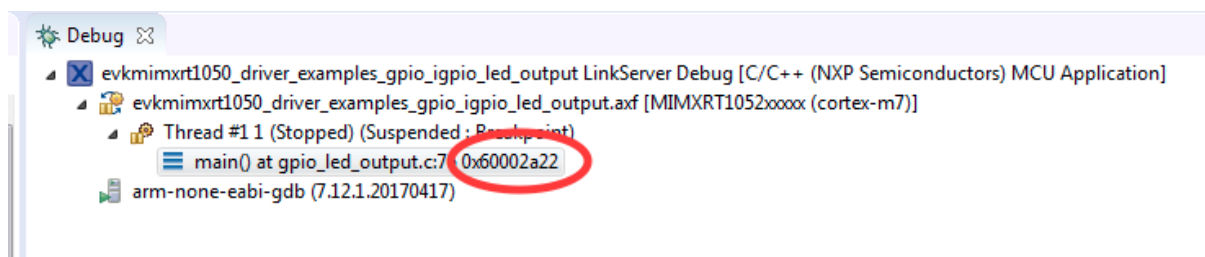 Debug
evkmimxrt1050_driver_examples_gpio_igpio_led_output LinkServer Debug [C/C++ (NXP Semiconductors) MCU Application]
evkmimxrt1050_driver_examples_gpio_igpio_led_output.axf [MIMXRT1052xxxxx (cortex-m7)]
Thread #1 1 (Stopped) (Suspended : Breakpoint)
main() at gpio_led_output.c:7 0x60002a22
arm-none-eabi-gdb (7.12.1.20170417)